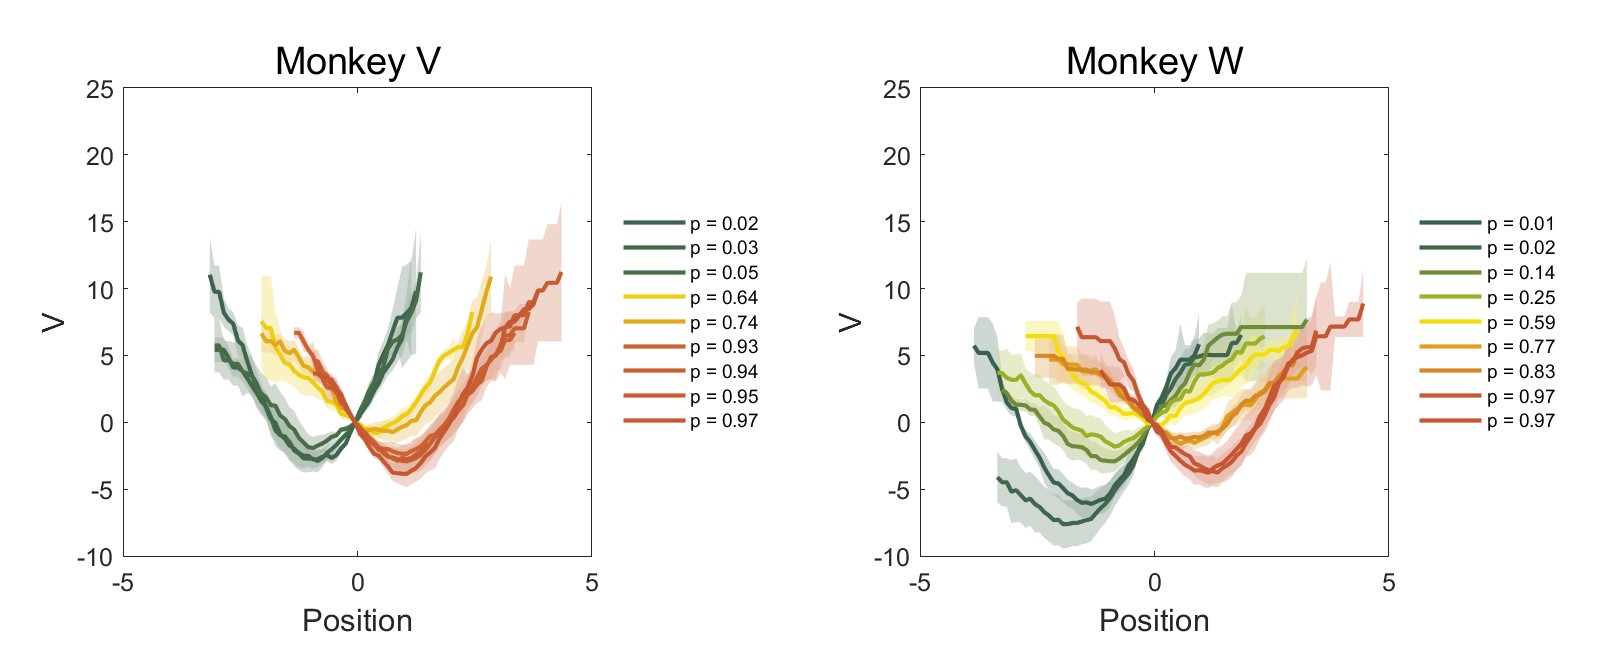 Monkey V
25
20
15
10
5
0
-5
-10
V
-5 0 5
Position
p = 0.02
p = 0.03
p = 0.05
p = 0.64
p = 0.74
p = 0.93
p = 0.94
p = 0.95
p = 0.97
Monkey W
25
20
15
10
5
0
-5
-10
V
-5 0 5
Position
p = 0.01
p = 0.02
p = 0.14
p = 0.25
p = 0.59
p = 0.77
p = 0.83
p = 0.97
p = 0.97